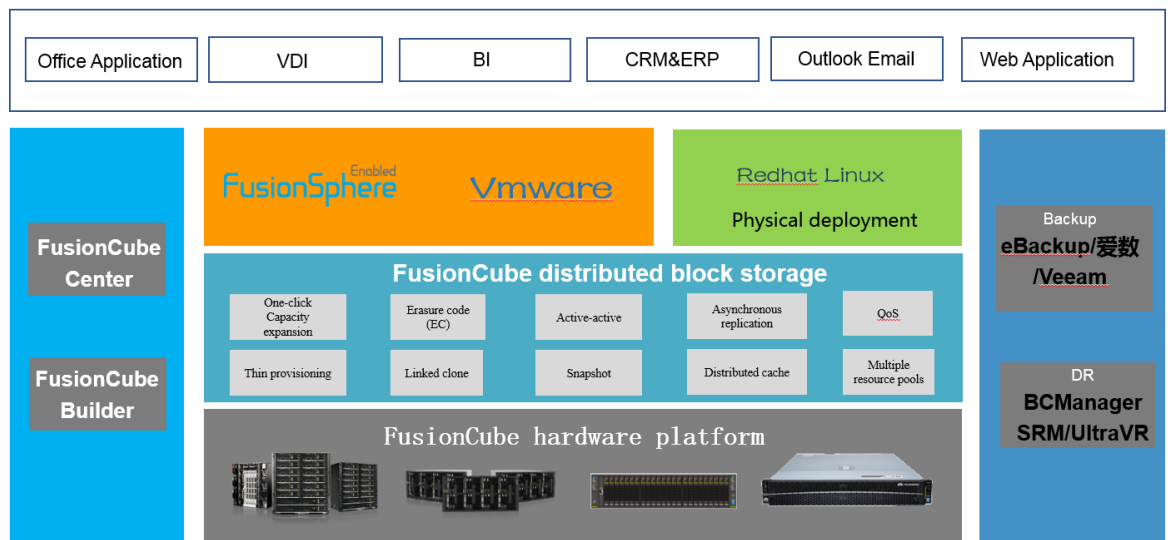 Office Application
VDI
BI
CRM&ERP
Outlook Email
Web Application
FusionCube
Center
FusionCube
Builder
FusionSphere
Enabled
Vmware
Redhat Linux
Physical deployment
FusionCube distributed block storage
One-click
Capacity
expansion
Erasure code
(EC)
Active-active
Asynchronous
replication
QoS
Thin provisioning
Linked clone
Snapshot
Distributed cache
Multiple
resource pools
FusionCube hardware platform
Backup
eBackup/爱数
/Veeam
DR
BCManager
SRM/UltraVR